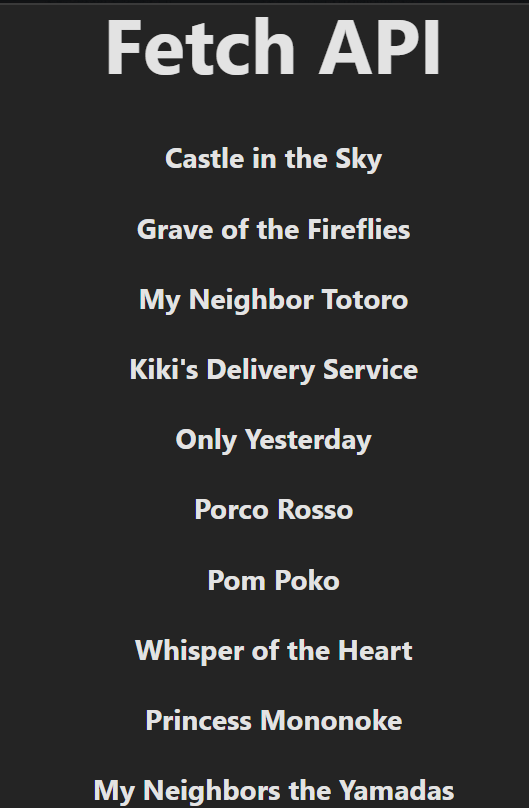 Fetch API
Castle in the Sky
Grave of the Fireflies
My Neighbor Totoro
Kiki's Delivery Service
Only Yesterday
Porco Rosso
Pom Poko
Whisper of the Heart
Princess Mononoke
My Neighbors the Yamadas